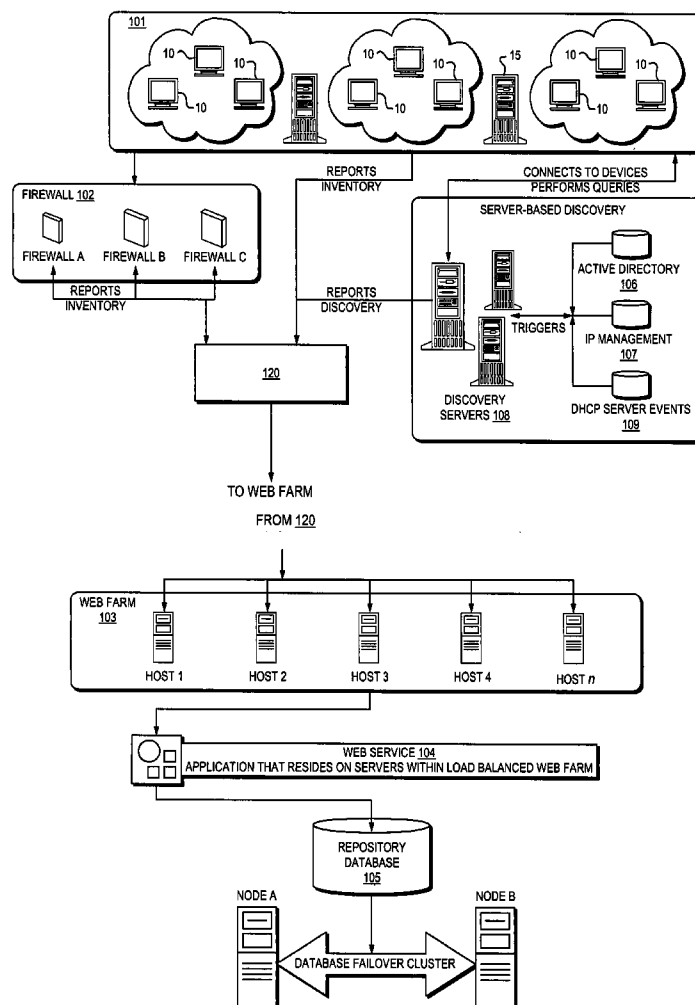 101
10
10
10
10
10
10
15
10
10
10
REPORTS
INVENTORY
CONNECTS TO DEVICES
PERFORMS QUERIES
FIREWALL 102
FIREWALL A
FIREWALL B
FIREWALL C
REPORTS
INVENTORY
REPORTS
DISCOVERY
SERVER-BASED DISCOVERY
ACTIVE DIRECTORY
106
TRIGGERS
IP MANAGEMENT
107
DISCOVERY
SERVERS 108
DHCP SERVER EVENTS
109
120
TO WEB FARM
FROM 120
WEB FARM
103
HOST 1
HOST 2
HOST 3
HOST 4
HOST n
WEB SERVICE 104
APPLICATION THAT RESIDES ON SERVERS WITHIN LOAD BALANCED WEB FARM
REPOSITORY
DATABASE
105
NODE A
NODE B
DATABASE FAILOVER CLUSTER